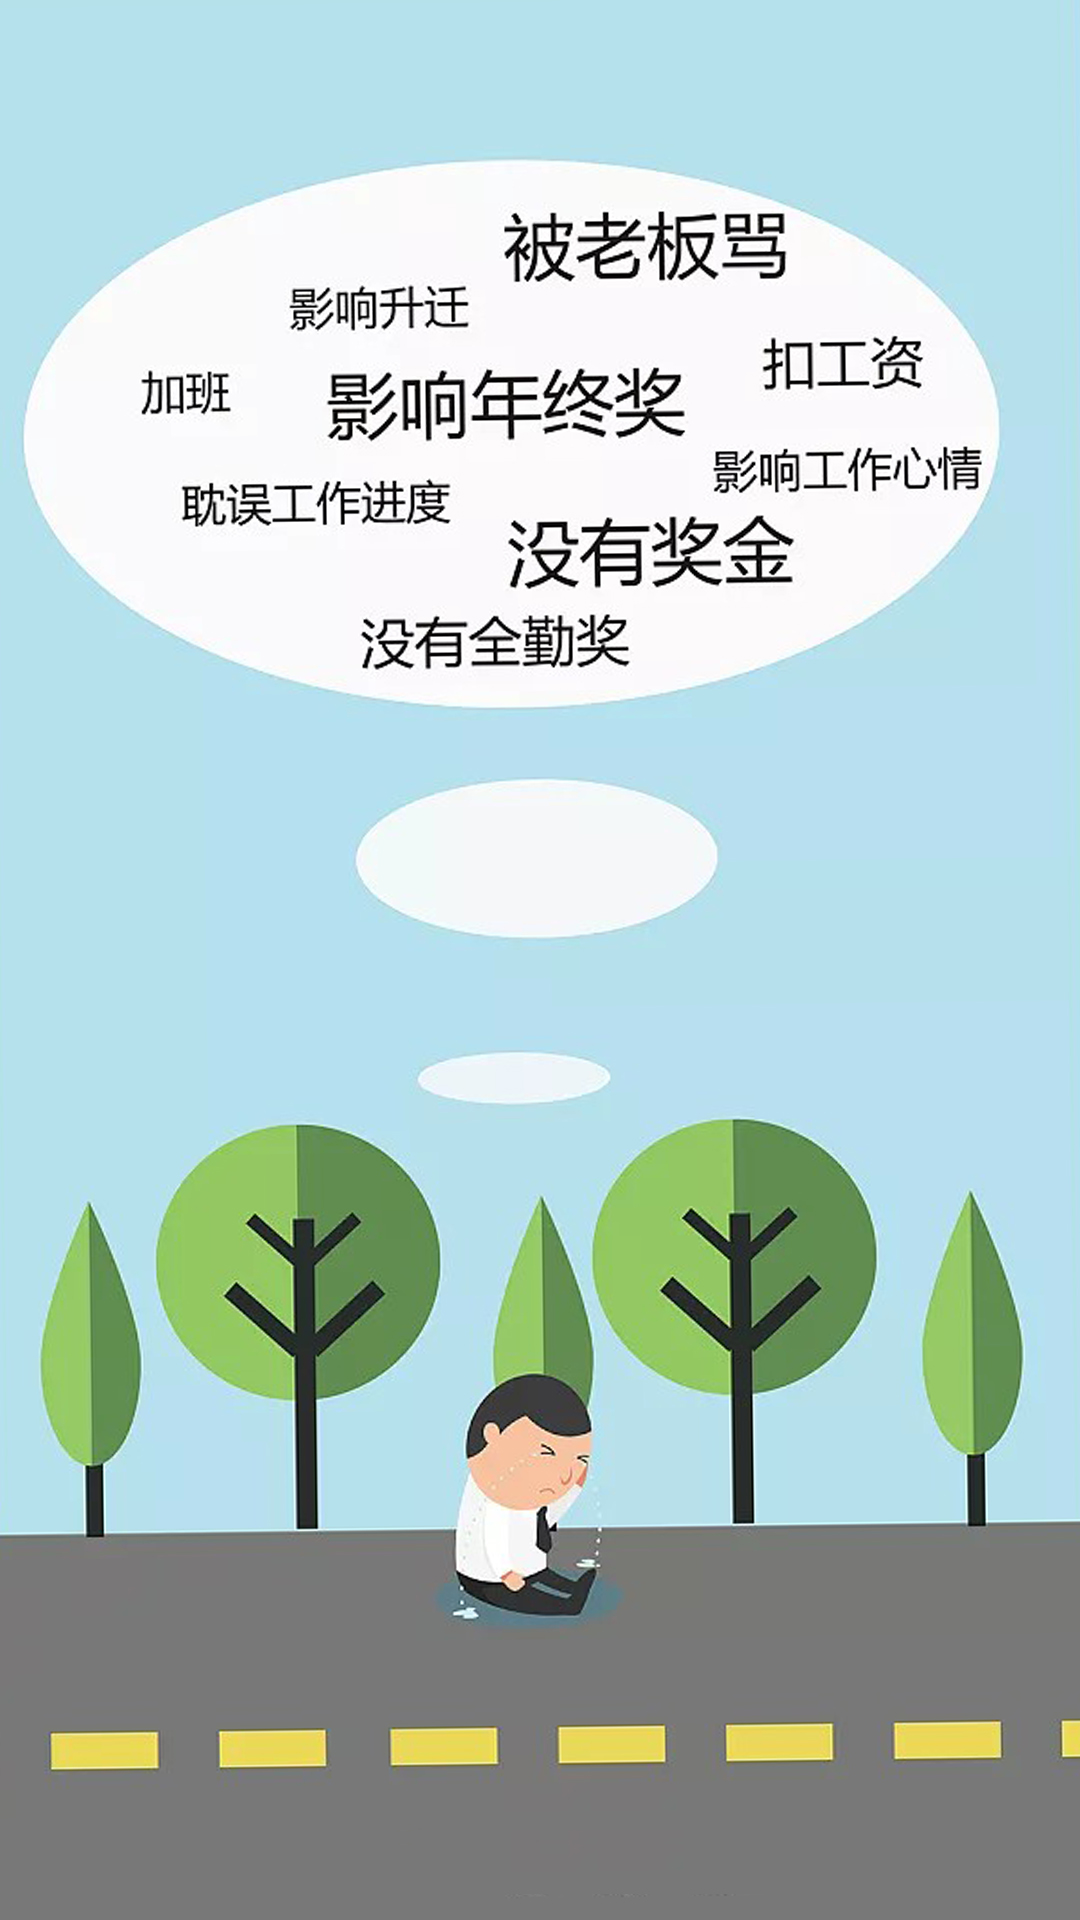 被老板骂
影响升迁
扣工资
加班
影响年终奖
影响工作心情
耽误工作进度
没有奖金
没有全勤奖